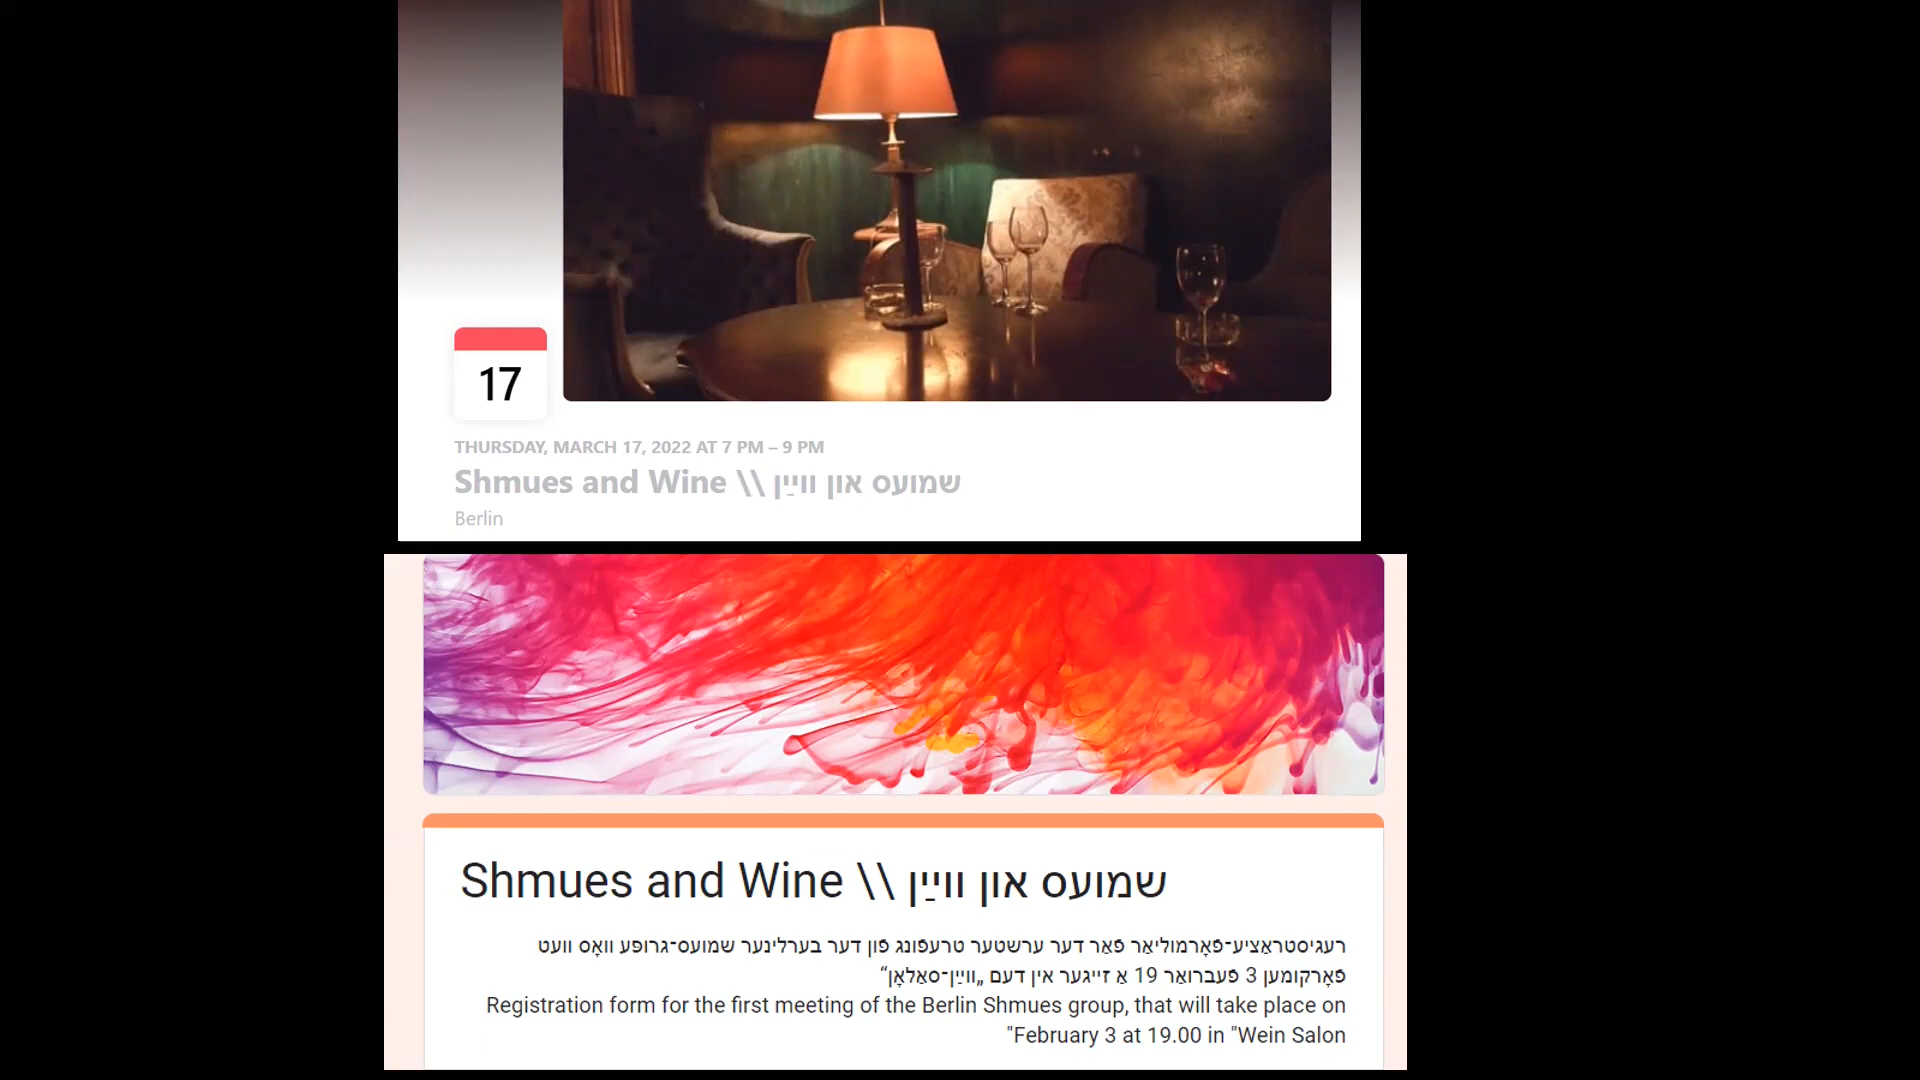 17
THURSDAY, MARCH 17, 2022 AT 7 PM – 9 PM
Shmues and Wine \\ שמועס און ווײַן
Berlin
Shmues and Wine \\ שמועס און ווײַן
רעגיסטראַציע־פֿאָרמוליאַר פֿאַר דער ערשטער טרעפֿונג פֿון דער בערלינער שמועס־גרופּע וואָס וועט
פֿאָרקומען 3 פֿעברואַר 19 אַ זייגער אין דעם „ווײַן־סאַלאָן“
Registration form for the first meeting of the Berlin Shmues group, that will take place on
"February 3 at 19.00 in "Wein Salon